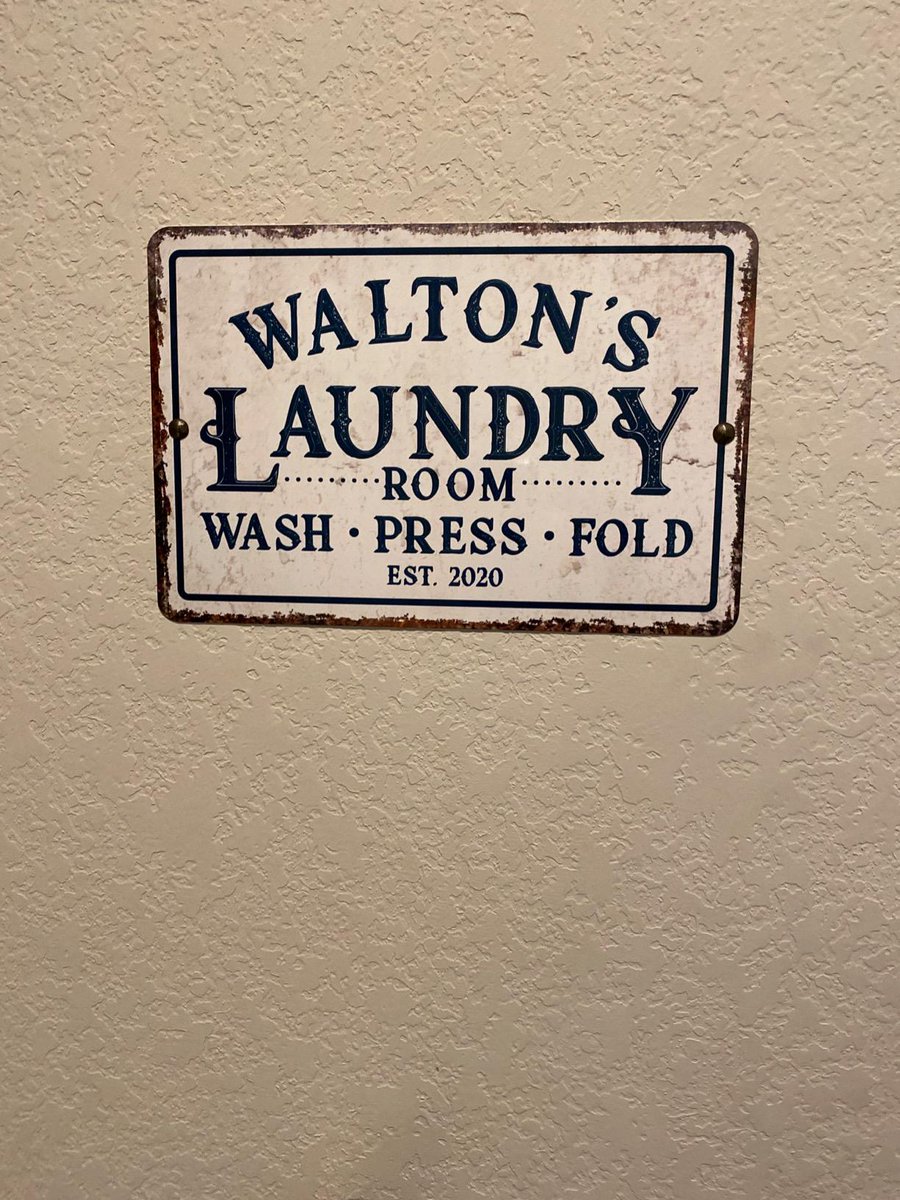 WALTON'S
LAUNDRY
ROOM
WASH · PRESS · FOLD
EST. 2020